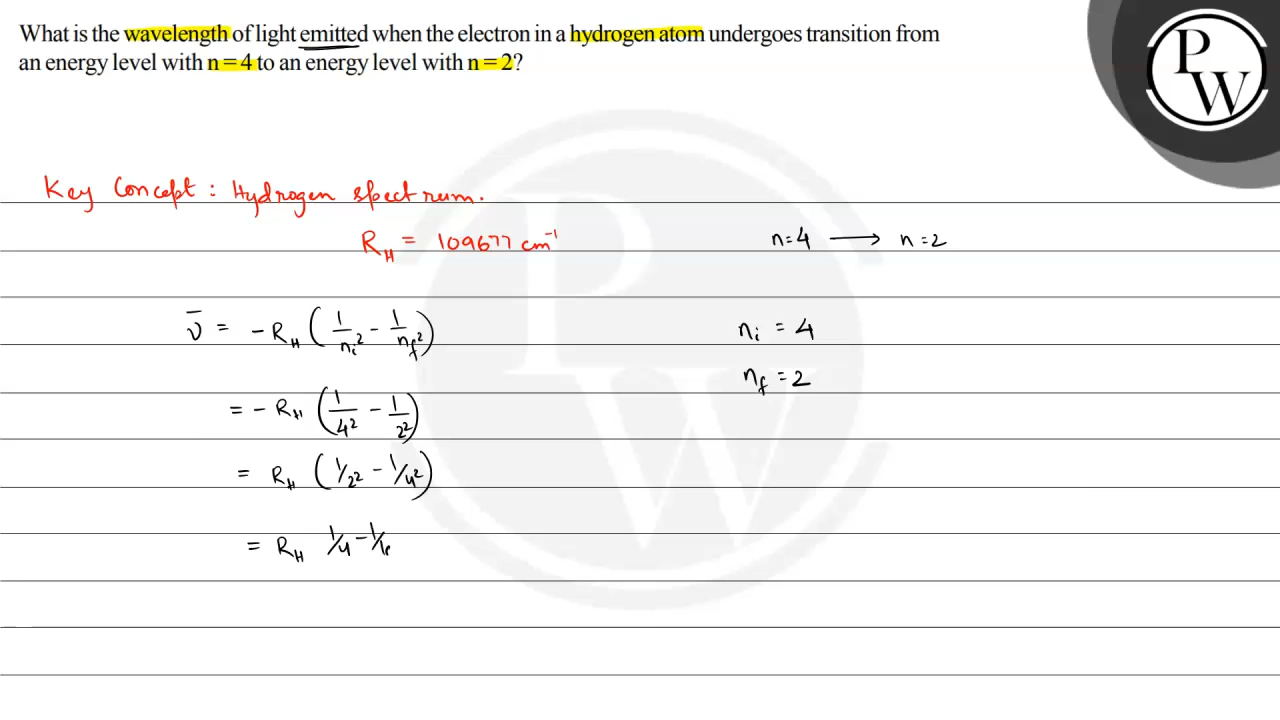 What is the wavelength of light emitted when the electron in a hydrogen atom undergoes transition from
an energy level with n = 4 to an energy level with n = 2?
P
W
Key Concept : Hydrogen spectrum.
R_H = 109677 cm⁻¹
n=4 ⟶ n=2
ν̄ = -R_H (1/n_i² - 1/n_f²)
n_i = 4
n_f = 2
= -R_H (1/4² - 1/2²)
= R_H (1/2² - 1/4²)
= R_H 1/4 - 1/16